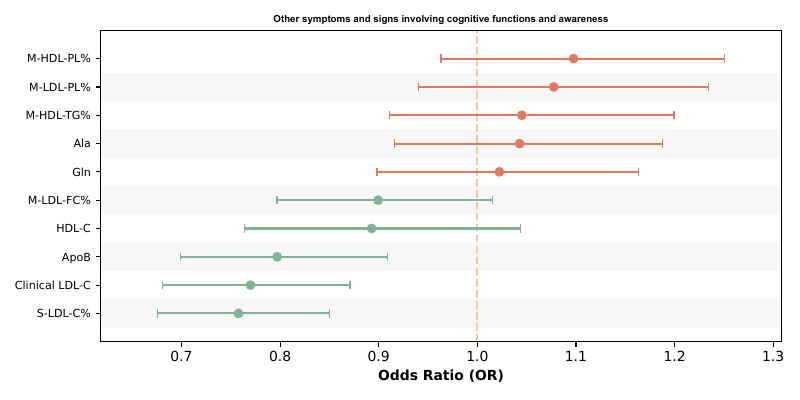 Other symptoms and signs involving cognitive functions and awareness
M-HDL-PL%
M-LDL-PL%
M-HDL-TG%
Ala
Gln
M-LDL-FC%
HDL-C
ApoB
Clinical LDL-C
S-LDL-C%
0.7 0.8 0.9 1.0 1.1 1.2 1.3
Odds Ratio (OR)